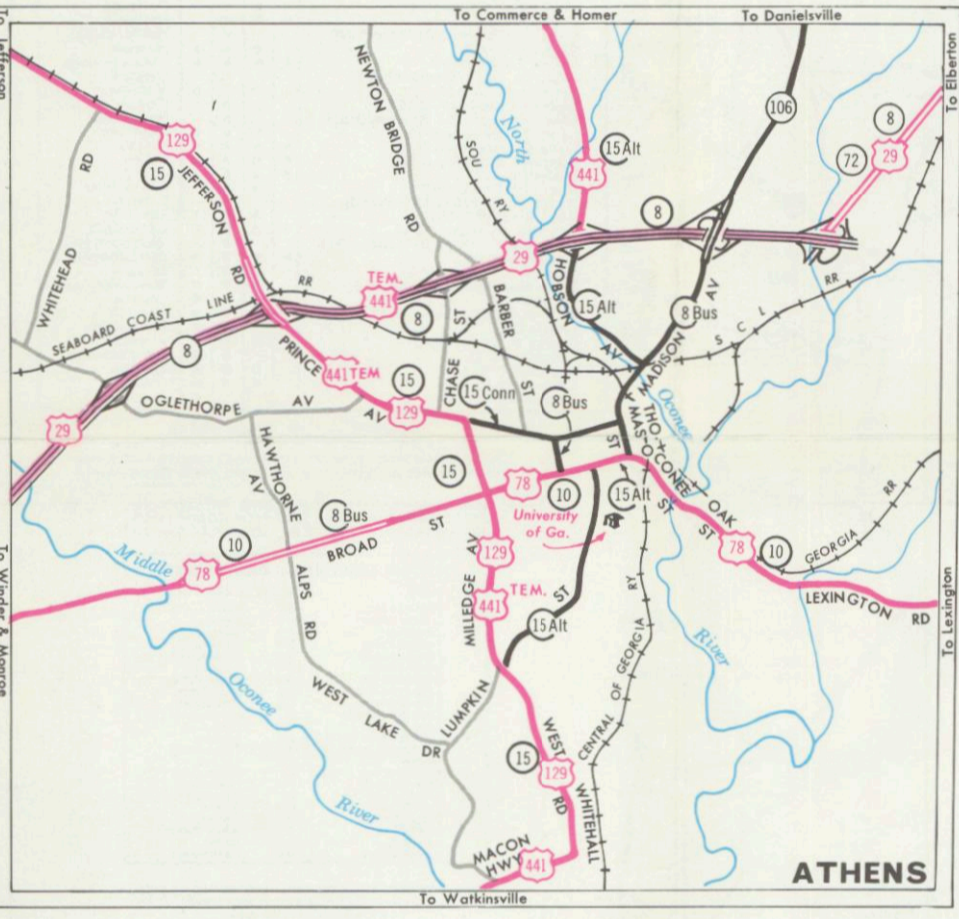 To Commerce & Homer
To Danielsville
To Jefferson
To Elberton
NEWTON BRIDGE
RD
106
8
72
29
North
15 Alt
441
129
15
JEFFERSON
RD
RD
WHITEHEAD
SOU
RY
8
29
TEM.
441
8
HOBSON
15 Alt
AV
8 Bus
MADISON
AV
S C L
RR
RR
SEABOARD COAST
LINE
8
BARBER
ST
ST
CHASE
PRINCE
441 TEM
15
AV
129
15 Conn
8 Bus
Oconee
OGLETHORPE
AV
29
HAWTHORNE
AV
THO-
MAS-
ST
OCONEE
ST
OAK
ST
15
78
10
15 Alt
University
of Ga.
10
8 Bus
BROAD
ST
78
Middle
129
MILLEDGE
AV
TEM.
441
78
10
GEORGIA
RR
LEXINGTON
RD
ALPS
RD
ST
15 Alt
RY
CENTRAL OF GEORGIA
River
To Lexington
To Winder & Monroe
Oconee
WEST
LAKE
DR
LUMPKIN
15
WEST
129
RD
WHITEHALL
River
MACON
HWY
441
ATHENS
To Watkinsville